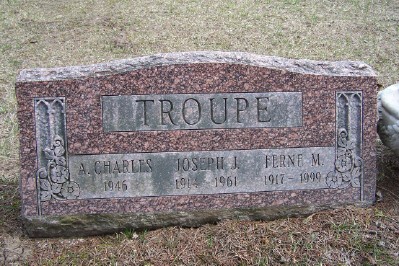 TROUPE
A. CHARLES JOSEPH J. FERNE M.
1946 1914 - 1961 1917 - 1999